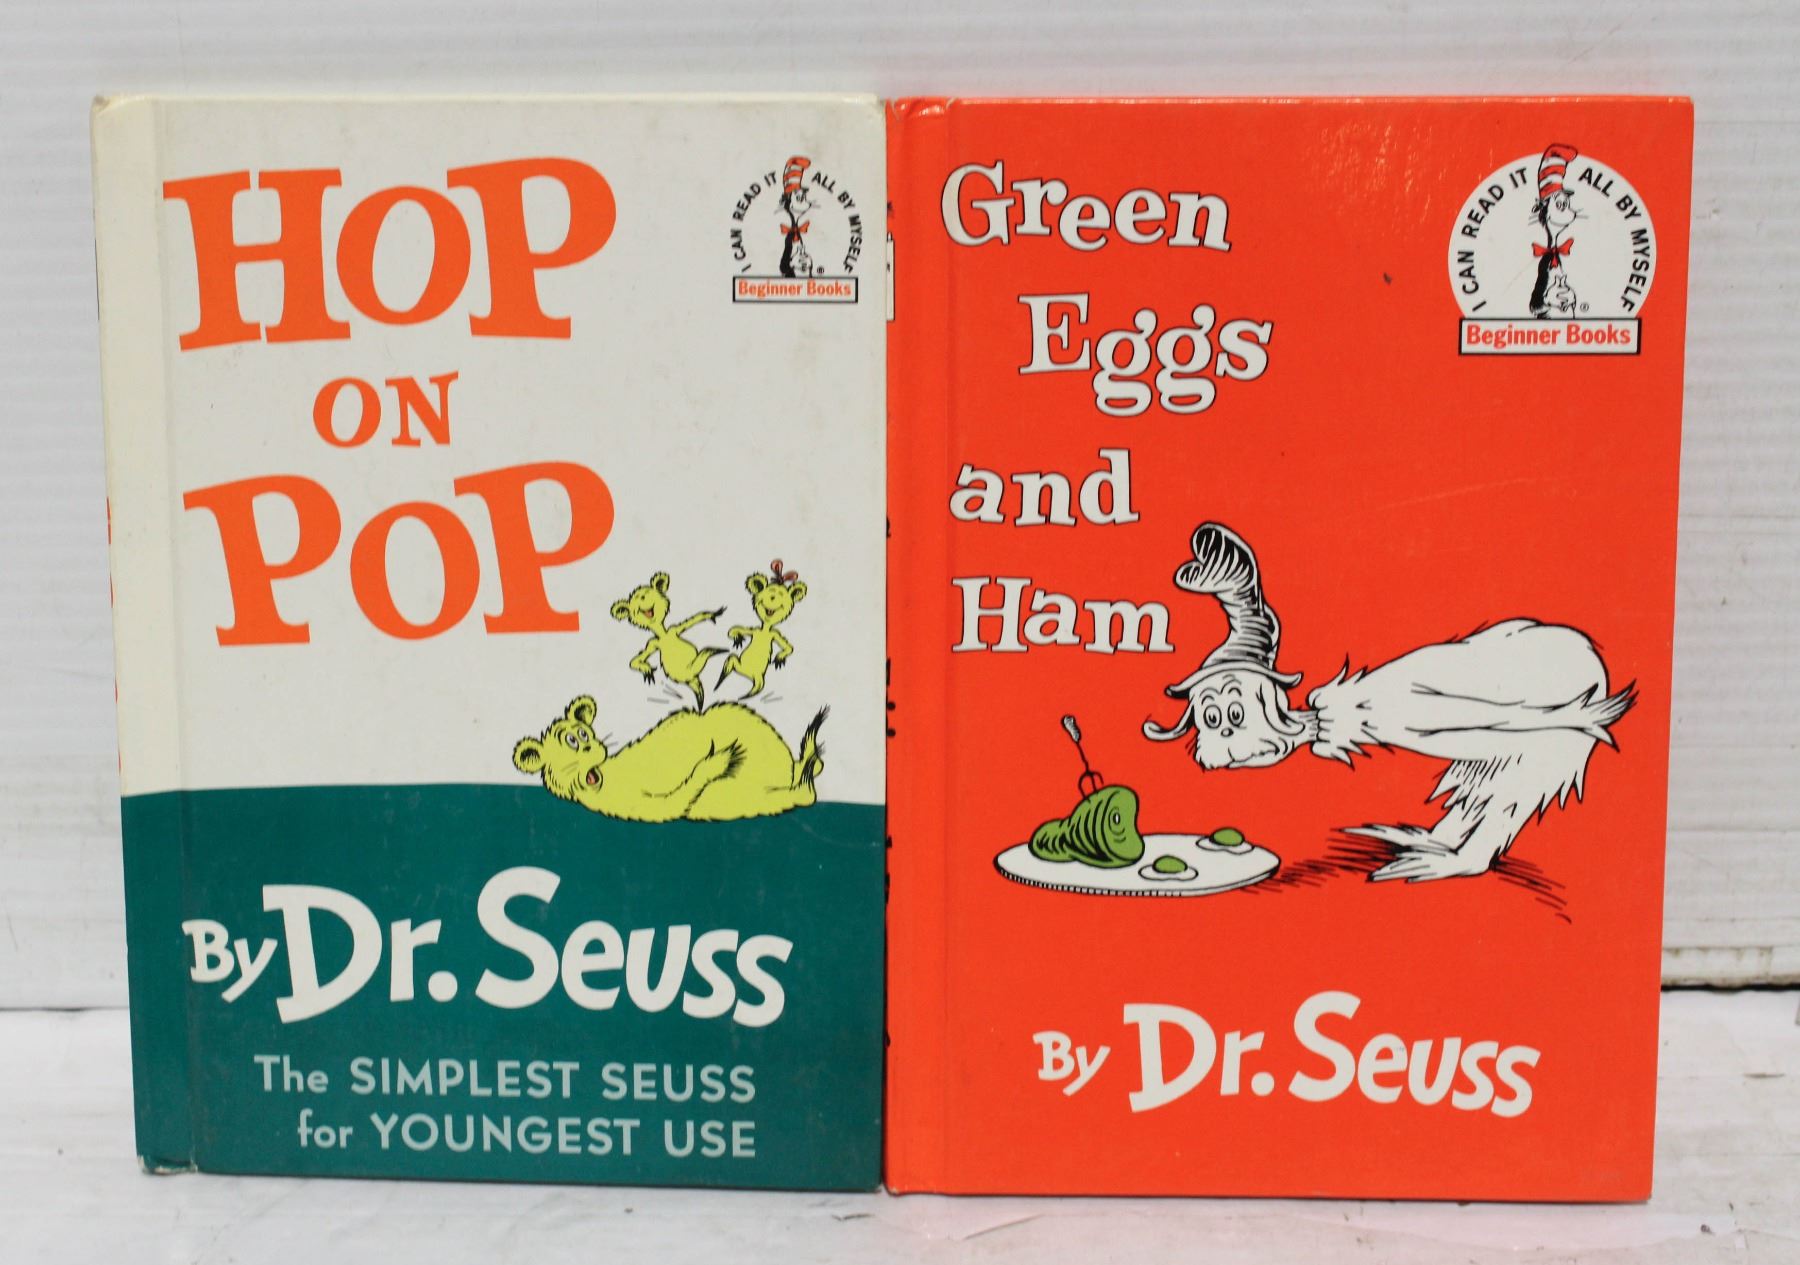 HOP
ON
POP
I CAN READ IT ALL BY MYSELF
®
Beginner Books
By Dr. Seuss
The SIMPLEST SEUSS
for YOUNGEST USE
Green
Eggs
and
Ham
I CAN READ IT ALL BY MYSELF
®
Beginner Books
By Dr. Seuss